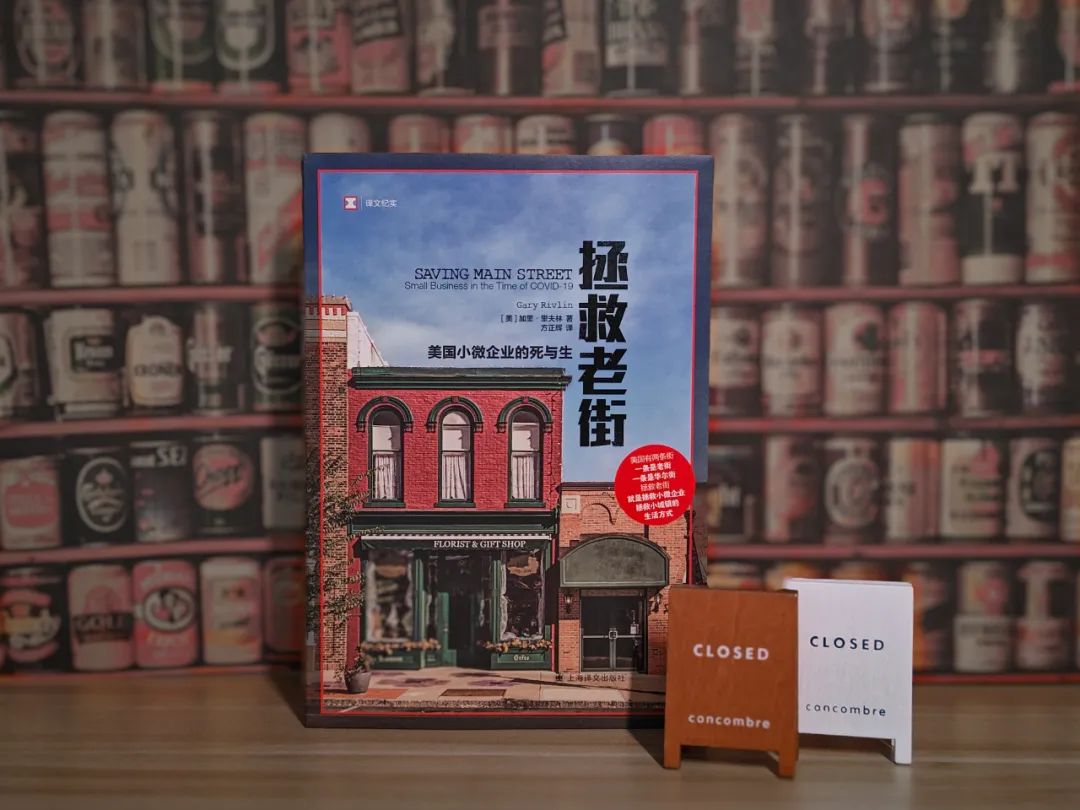 译文纪实
SAVING MAIN STREET
Small Business in the Time of COVID-19
Gary Rivlin
[美] 加里·里夫林 著
方正辉 译
美国小微企业的死与生
拯救老街
美国有两条街
一条是老街
一条是华尔街
拯救老街
就是拯救小微企业
拯救小城镇的
生活方式
FLORIST & GIFT SHOP
上海译文出版社
CLOSED
cancombre
CLOSED
cancombre